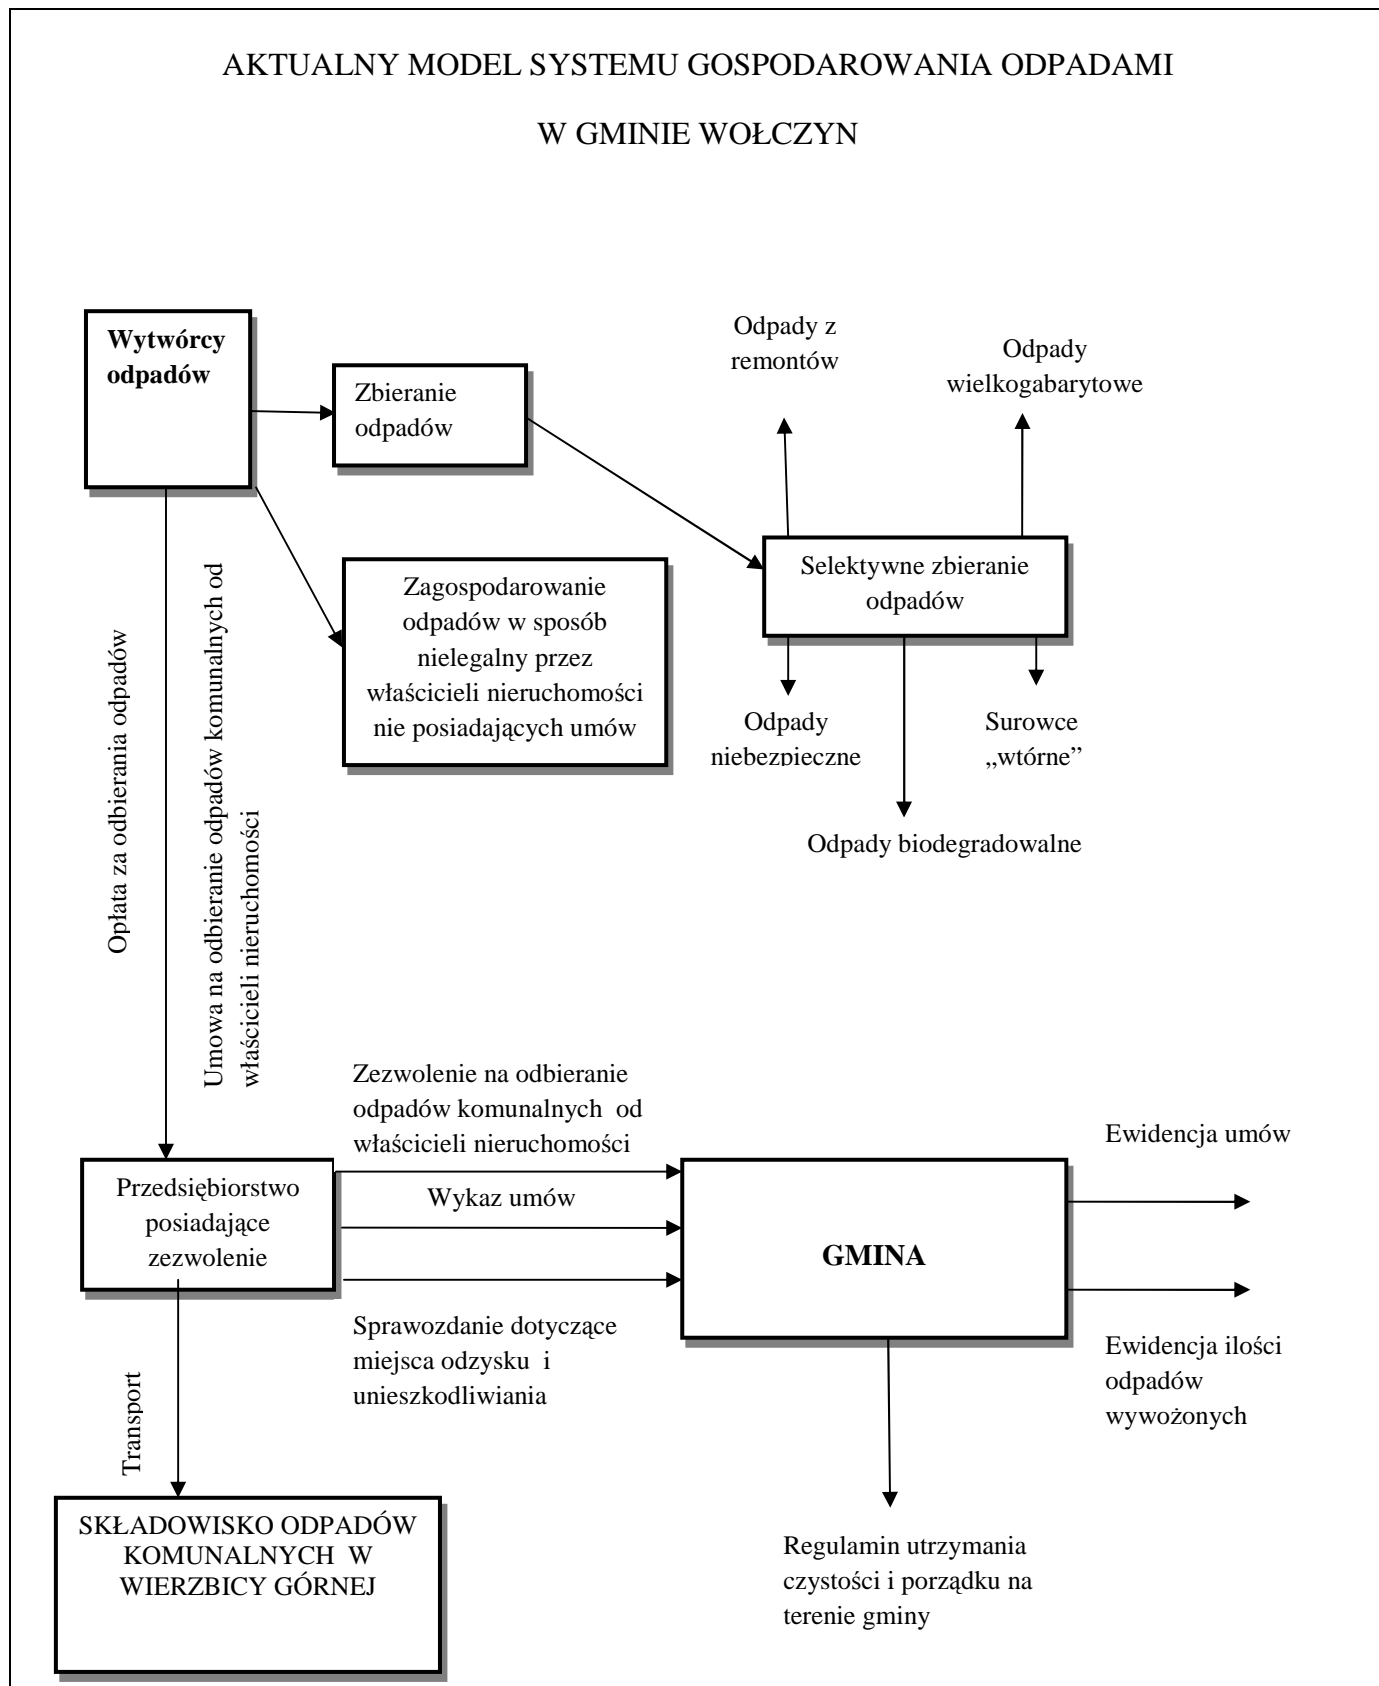 AKTUALNY MODEL SYSTEMU GOSPODAROWANIA ODPADAMI
W GMINIE WOŁCZYN
Wytwórcy
odpadów
Zbieranie
odpadów
Odpady z
remontów
Odpady
wielkogabarytowe
Selektywne zbieranie
odpadów
Zagospodarowanie
odpadów w sposób
nielegalny przez
właścicieli nieruchomości
nie posiadających umów
Odpady
niebezpieczne
Surowce
„wtórne”
Odpady biodegradowalne
Opłata za odbierania odpadów
Umowa na odbieranie odpadów komunalnych od
właścicieli nieruchomości
Zezwolenie na odbieranie
odpadów komunalnych od
właścicieli nieruchomości
Wykaz umów
Przedsiębiorstwo
posiadające
zezwolenie
GMINA
Ewidencja umów
Sprawozdanie dotyczące
miejsca odzysku i
unieszkodliwiania
Ewidencja ilości
odpadów
wywożonych
Transport
SKŁADOWISKO ODPADÓW
KOMUNALNYCH W
WIERZBICY GÓRNEJ
Regulamin utrzymania
czystości i porządku na
terenie gminy